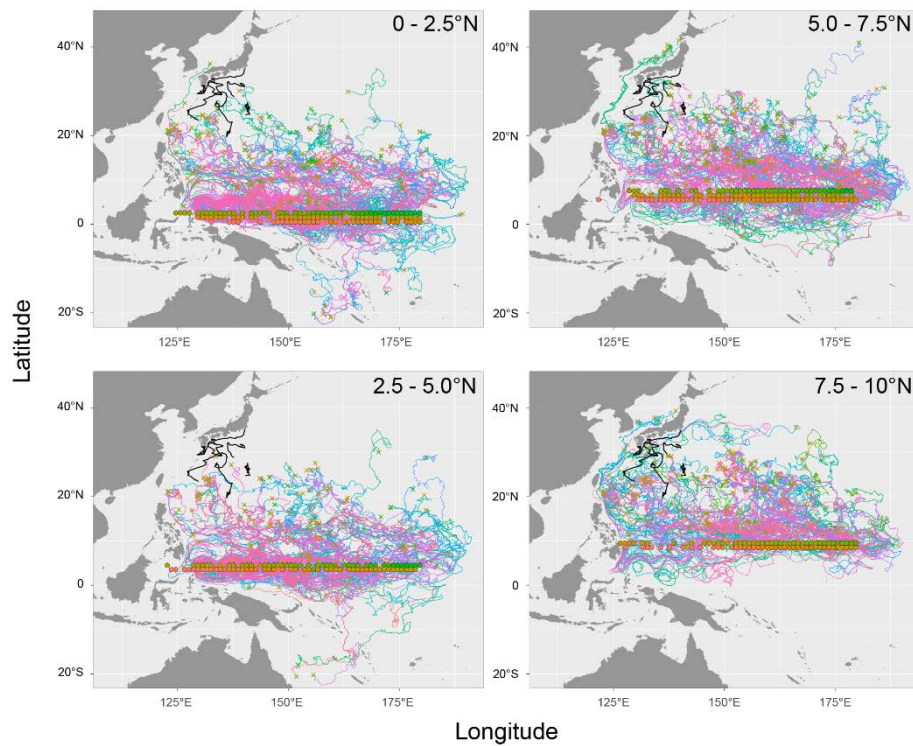 0 - 2.5°N
5.0 - 7.5°N
40°N
20°N
0
20°S
125°E
150°E
175°E
40°N
20°N
0
20°S
125°E
150°E
175°E
Latitude
2.5 - 5.0°N
7.5 - 10°N
40°N
20°N
0
20°S
125°E
150°E
175°E
40°N
20°N
0
20°S
125°E
150°E
175°E
Longitude